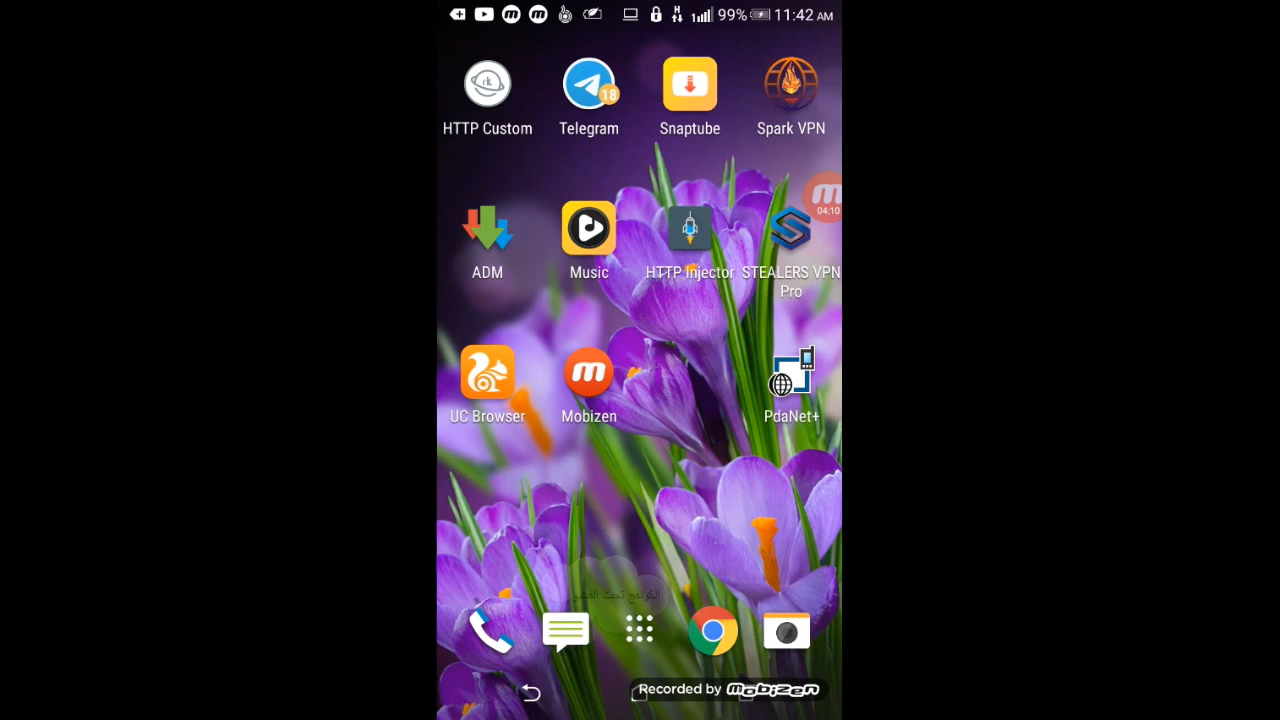 H 99% 11:42 AM
HTTP Custom
Telegram
18
Snaptube
Spark VPN
04:10
ADM
Music
HTTP Injector
STEALERS VPN
Pro
UC Browser
Mobizen
PdaNet+
Recorded by mobizen